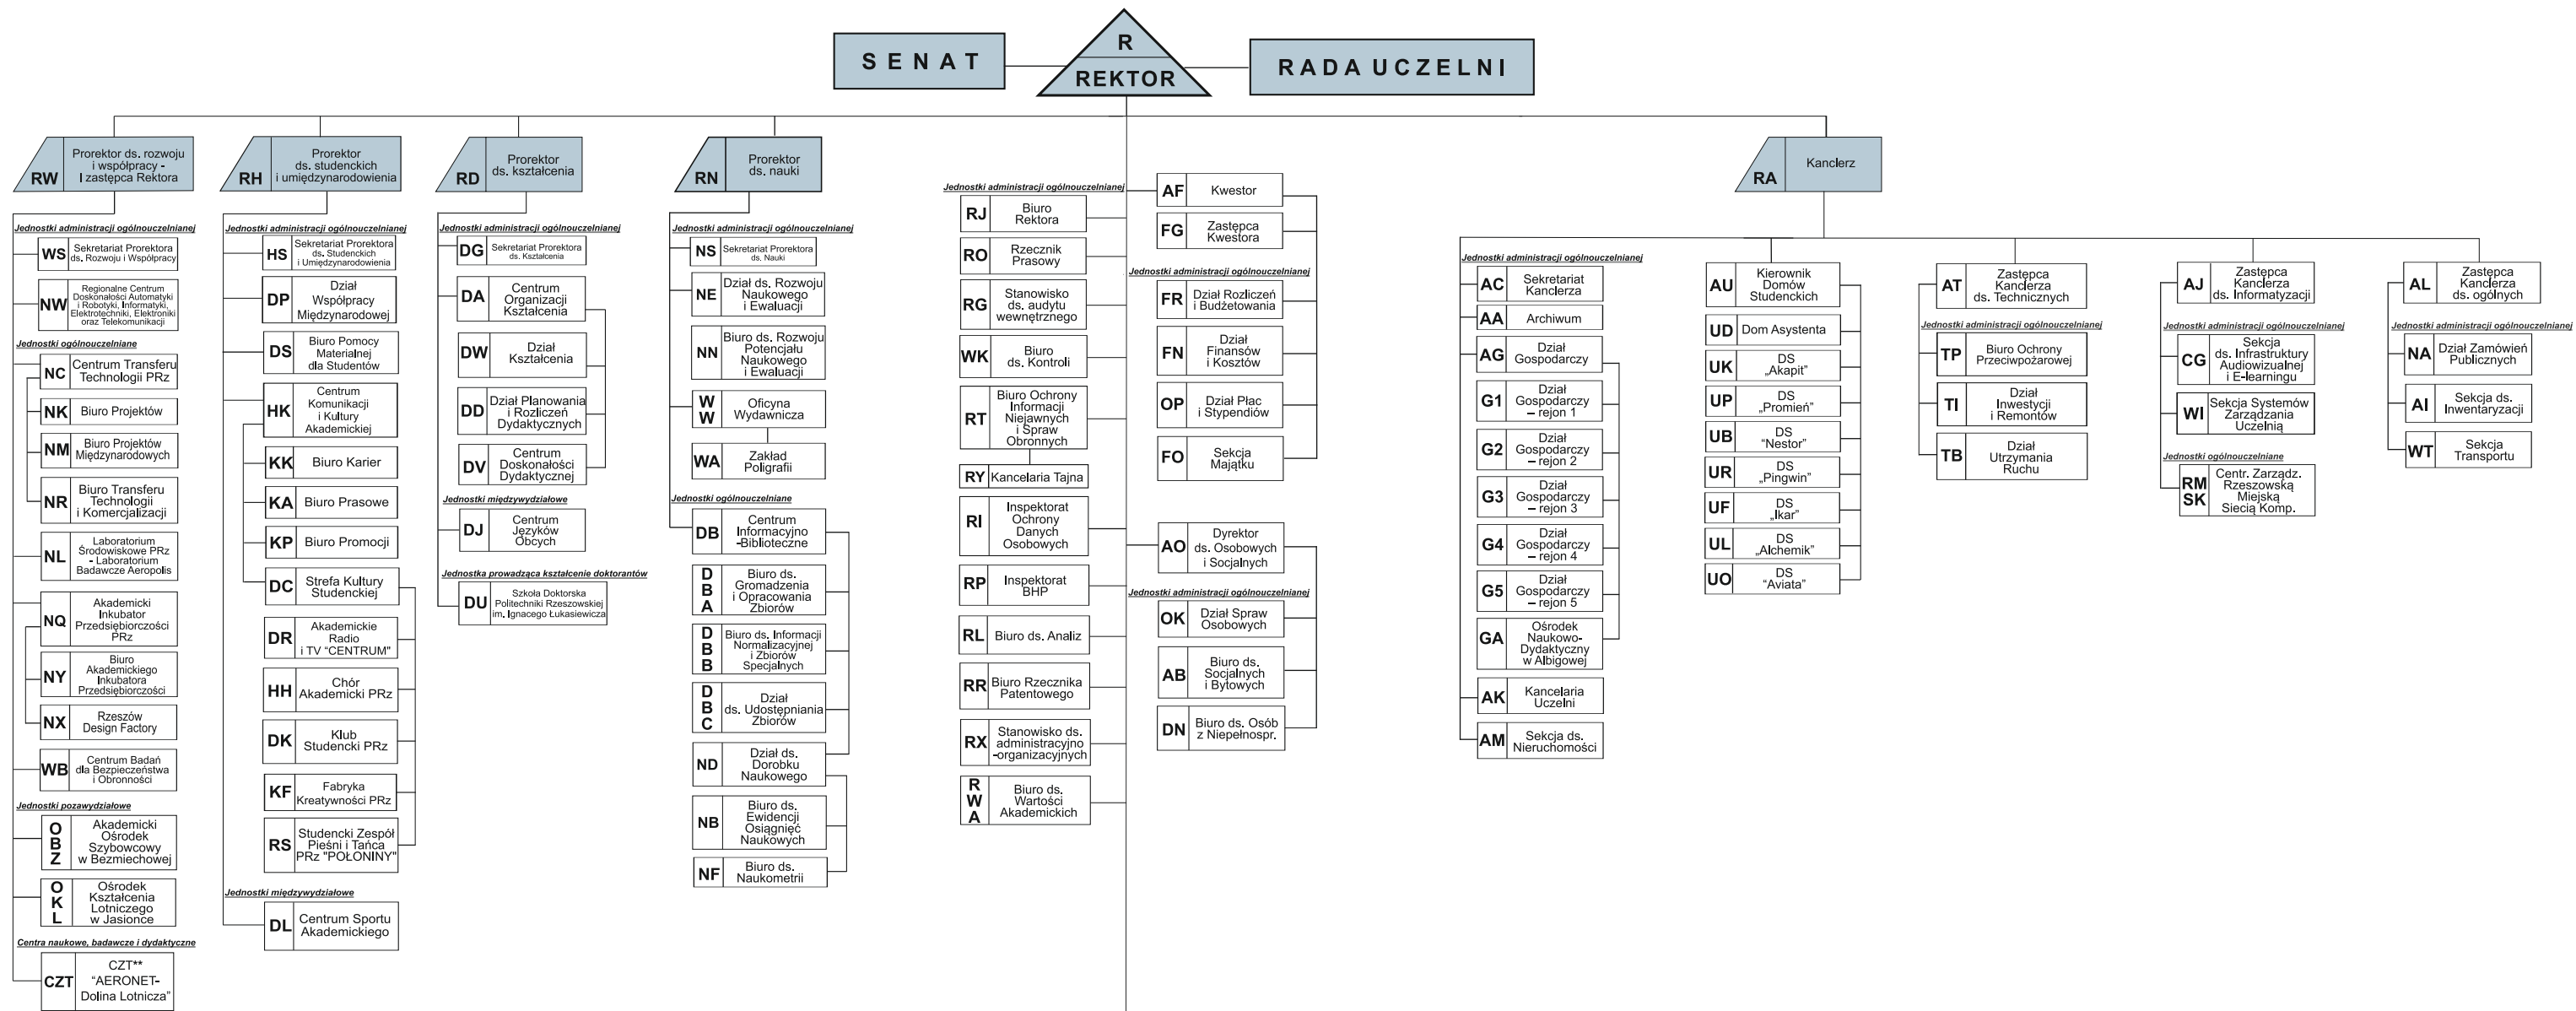 SENAT
R
REKTOR
RADA UCZELNI
RW
Prorektor ds. rozwoju
i współpracy -
I zastępca Rektora
Jednostki administracji ogólnouczelnianej
WS
Sekretariat Prorektora
ds. Rozwoju i Współpracy
NW
Regionalne Centrum
Doskonałości Automatyki
i Robotyki, Informatyki,
Elektrotechniki, Elektroniki
oraz Telekomunikacji
Jednostki ogólnouczelniane
NC
Centrum Transferu
Technologii PRz
NK
Biuro Projektów
NM
Biuro Projektów
Międzynarodowych
NR
Biuro Transferu
Technologii
i Komercjalizacji
NL
Laboratorium
Środowiskowe PRz
- Laboratorium
Badawcze Aeropolis
NQ
Akademicki
Inkubator
Przedsiębiorczości
PRz
NY
Biuro
Akademickiego
Inkubatora
Przedsiębiorczości
NX
Rzeszów
Design Factory
WB
Centrum Badań
dla Bezpieczeństwa
i Obronności
Jednostki pozawydziałowe
O
B
Z
Akademicki
Ośrodek
Szybowcowy
w Bezmiechowej
O
K
L
Ośrodek
Kształcenia
Lotniczego
w Jasionce
Centra naukowe, badawcze i dydaktyczne
CZT
CZT**
"AERONET-
Dolina Lotnicza"
RH
Prorektor
ds. studenckich
i umiędzynarodowienia
Jednostki administracji ogólnouczelnianej
HS
Sekretariat Prorektora
ds. Studenckich
i Umiędzynarodowienia
DP
Dział
Współpracy
Międzynarodowej
DS
Biuro Pomocy
Materialnej
dla Studentów
HK
Centrum
Komunikacji
i Kultury
Akademickiej
KK
Biuro Karier
KA
Biuro Prasowe
KP
Biuro Promocji
DC
Strefa Kultury
Studenckiej
DR
Akademickie
Radio
i TV "CENTRUM"
HH
Chór
Akademicki PRz
DK
Klub
Studencki PRz
KF
Fabryka
Kreatywności PRz
RS
Studencki Zespół
Pieśni i Tańca
PRz "POŁONINY"
Jednostki międzywydziałowe
DL
Centrum Sportu
Akademickiego
RD
Prorektor
ds. kształcenia
Jednostki administracji ogólnouczelnianej
DG
Sekretariat Prorektora
ds. Kształcenia
DA
Centrum
Organizacji
Kształcenia
DW
Dział
Kształcenia
DD
Dział Planowania
i Rozliczeń
Dydaktycznych
DV
Centrum
Doskonałości
Dydaktycznej
Jednostki międzywydziałowe
DJ
Centrum
Języków
Obcych
Jednostka prowadząca kształcenie doktorantów
DU
Szkoła Doktorska
Politechniki Rzeszowskiej
im. Ignacego Łukasiewicza
RN
Prorektor
ds. nauki
Jednostki administracji ogólnouczelnianej
NS
Sekretariat Prorektora
ds. Nauki
NE
Dział ds. Rozwoju
Naukowego
i Ewaluacji
NN
Biuro ds. Rozwoju
Potencjału
Naukowego
i Ewaluacji
W
W
Oficyna
Wydawnicza
WA
Zakład
Poligrafii
Jednostki ogólnouczelniane
DB
Centrum
Informacyjno
-Biblioteczne
D
B
A
Biuro ds.
Gromadzenia
i Opracowania
Zbiorów
D
B
B
Biuro ds. Informacji
Normalizacyjnej
i Zbiorów
Specjalnych
D
B
C
Dział
ds. Udostępniania
Zbiorów
ND
Dział ds.
Dorobku
Naukowego
NB
Biuro ds.
Ewidencji
Osiągnięć
Naukowych
NF
Biuro ds.
Naukometrii
Jednostki administracji ogólnouczelnianej
RJ
Biuro
Rektora
RO
Rzecznik
Prasowy
RG
Stanowisko
ds. audytu
wewnętrznego
WK
Biuro
ds. Kontroli
RT
Biuro Ochrony
Informacji
Niejawnych
i Spraw
Obronnych
RY
Kancelaria Tajna
RI
Inspektorat
Ochrony
Danych
Osobowych
RP
Inspektorat
BHP
RL
Biuro ds. Analiz
RR
Biuro Rzecznika
Patentowego
RX
Stanowisko ds.
administracyjno
-organizacyjnych
R
W
A
Biuro ds.
Wartości
Akademickich
AF
Kwestor
FG
Zastępca
Kwestora
Jednostki administracji ogólnouczelnianej
FR
Dział Rozliczeń
i Budżetowania
FN
Dział
Finansów
i Kosztów
OP
Dział Płac
i Stypendiów
FO
Sekcja
Majątku
AO
Dyrektor
ds. Osobowych
i Socjalnych
Jednostki administracji ogólnouczelnianej
OK
Dział Spraw
Osobowych
AB
Biuro ds.
Socjalnych
i Bytowych
DN
Biuro ds. Osób
z Niepełnospr.
RA
Kanclerz
Jednostki administracji ogólnouczelnianej
AC
Sekretariat
Kanclerza
AA
Archiwum
AG
Dział
Gospodarczy
G1
Dział
Gospodarczy
– rejon 1
G2
Dział
Gospodarczy
– rejon 2
G3
Dział
Gospodarczy
– rejon 3
G4
Dział
Gospodarczy
– rejon 4
G5
Dział
Gospodarczy
– rejon 5
GA
Ośrodek
Naukowo-
Dydaktyczny
w Albigowej
AK
Kancelaria
Uczelni
AM
Sekcja ds.
Nieruchomości
AU
Kierownik
Domów
Studenckich
UD
Dom Asystenta
UK
DS
„Akapit”
UP
DS
„Promień”
UB
DS
“Nestor”
UR
DS
„Pingwin”
UF
DS
„Ikar”
UL
DS
„Alchemik”
UO
DS
“Aviata”
AT
Zastępca
Kanclerza
ds. Technicznych
Jednostki administracji ogólnouczelnianej
TP
Biuro Ochrony
Przeciwpożarowej
TI
Dział
Inwestycji
i Remontów
TB
Dział
Utrzymania
Ruchu
AJ
Zastępca
Kanclerza
ds. Informatyzacji
Jednostki administracji ogólnouczelnianej
CG
Sekcja
ds. Infrastruktury
Audiowizualnej
i E-learningu
WI
Sekcja Systemów
Zarządzania
Uczelnią
Jednostki ogólnouczelniane
RM
SK
Centr. Zarządz.
Rzeszowską
Miejską
Siecią Komp.
AL
Zastępca
Kanclerza
ds. ogólnych
Jednostki administracji ogólnouczelnianej
NA
Dział Zamówień
Publicznych
AI
Sekcja ds.
Inwentaryzacji
WT
Sekcja
Transportu